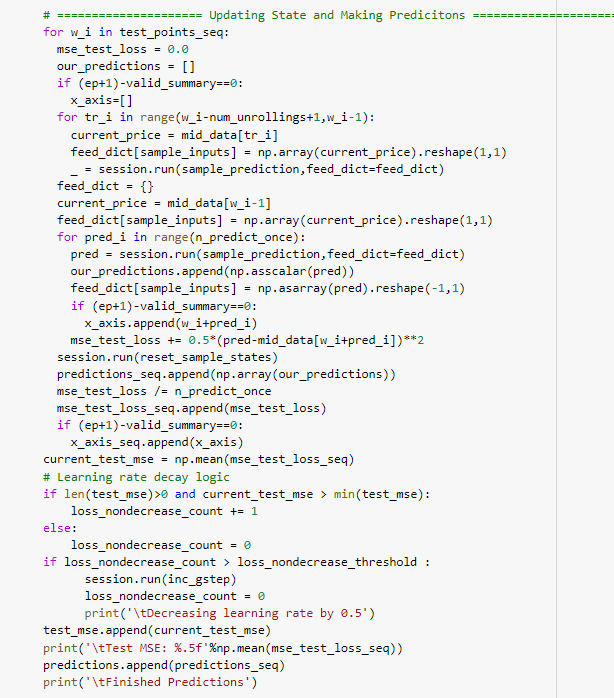 # ===================== Updating State and Making Predicitons =====================
for w_i in test_points_seq:
  mse_test_loss = 0.0
  our_predictions = []
  if (ep+1)-valid_summary==0:
    x_axis=[]
  for tr_i in range(w_i-num_unrollings+1,w_i-1):
    current_price = mid_data[tr_i]
    feed_dict[sample_inputs] = np.array(current_price).reshape(1,1)
    _ = session.run(sample_prediction,feed_dict=feed_dict)
  feed_dict = {}
  current_price = mid_data[w_i-1]
  feed_dict[sample_inputs] = np.array(current_price).reshape(1,1)
  for pred_i in range(n_predict_once):
    pred = session.run(sample_prediction,feed_dict=feed_dict)
    our_predictions.append(np.asscalar(pred))
    feed_dict[sample_inputs] = np.asarray(pred).reshape(-1,1)
    if (ep+1)-valid_summary==0:
      x_axis.append(w_i+pred_i)
    mse_test_loss += 0.5*(pred-mid_data[w_i+pred_i])**2
  session.run(reset_sample_states)
  predictions_seq.append(np.array(our_predictions))
  mse_test_loss /= n_predict_once
  mse_test_loss_seq.append(mse_test_loss)
  if (ep+1)-valid_summary==0:
    x_axis_seq.append(x_axis)
current_test_mse = np.mean(mse_test_loss_seq)
# Learning rate decay logic
if len(test_mse)>0 and current_test_mse > min(test_mse):
    loss_nondecrease_count += 1
else:
    loss_nondecrease_count = 0
if loss_nondecrease_count > loss_nondecrease_threshold :
      session.run(inc_gstep)
      loss_nondecrease_count = 0
      print('\tDecreasing learning rate by 0.5')
test_mse.append(current_test_mse)
print('\tTest MSE: %.5f'%np.mean(mse_test_loss_seq))
predictions.append(predictions_seq)
print('\tFinished Predictions')